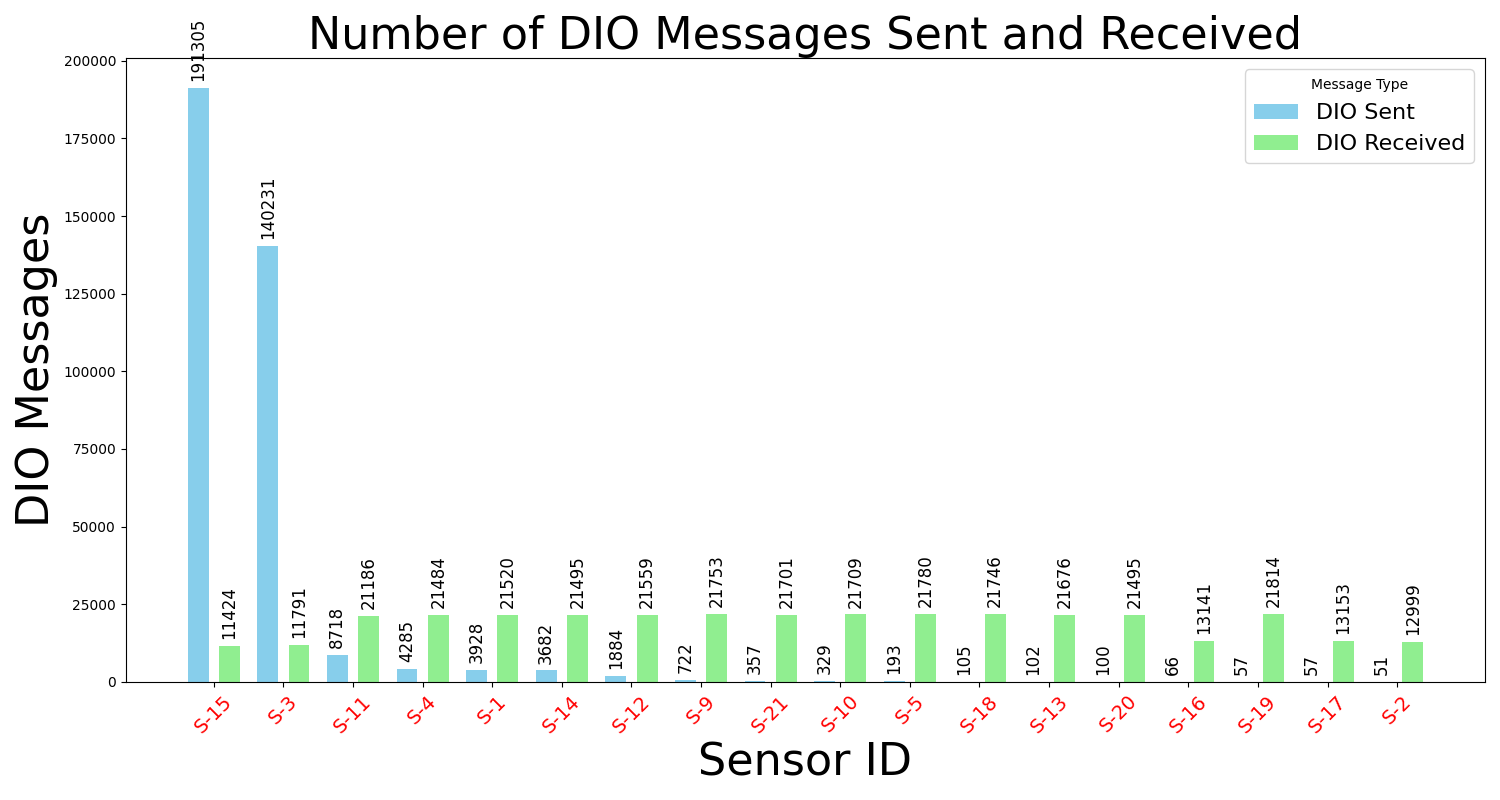 Number of DIO Messages Sent and Received
DIO Messages
200000
175000
150000
125000
100000
75000
50000
25000
0
Message Type
DIO Sent
DIO Received
191305
11424
140231
11791
8718
21186
4285
21484
3928
21520
3682
21495
1884
21559
722
21753
357
21701
329
21709
193
21780
105
21746
102
21676
100
21495
66
13141
57
21814
57
13153
51
12999
S-15
S-3
S-11
S-4
S-1
S-14
S-12
S-9
S-21
S-10
S-5
S-18
S-13
S-20
S-16
S-19
S-17
S-2
Sensor ID